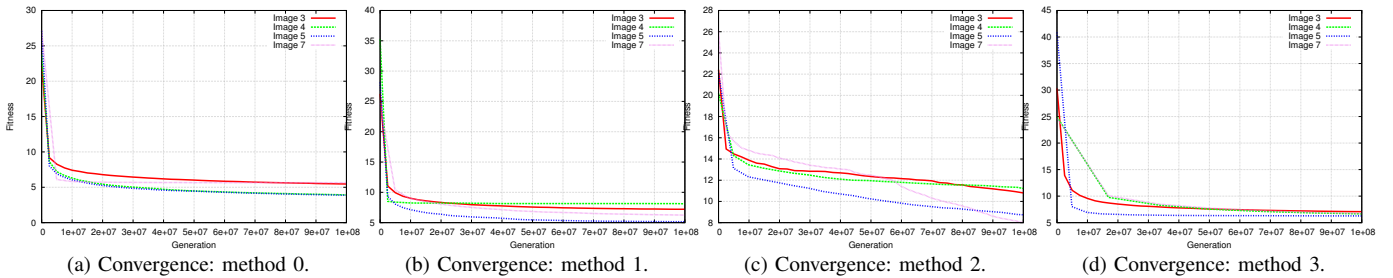 30
25
20
15
10
5
0
Fitness
0 1e+07 2e+07 3e+07 4e+07 5e+07 6e+07 7e+07 8e+07 9e+07 1e+08
Generation
Image 3
Image 4
Image 5
Image 7
(a) Convergence: method 0.
40
35
30
25
20
15
10
5
Fitness
0 1e+07 2e+07 3e+07 4e+07 5e+07 6e+07 7e+07 8e+07 9e+07 1e+08
Generation
Image 3
Image 4
Image 5
Image 7
(b) Convergence: method 1.
28
26
24
22
20
18
16
14
12
10
8
Fitness
0 1e+07 2e+07 3e+07 4e+07 5e+07 6e+07 7e+07 8e+07 9e+07 1e+08
Generation
Image 3
Image 4
Image 5
Image 7
(c) Convergence: method 2.
45
40
35
30
25
20
15
10
5
Fitness
0 1e+07 2e+07 3e+07 4e+07 5e+07 6e+07 7e+07 8e+07 9e+07 1e+08
Generation
Image 3
Image 4
Image 5
Image 7
(d) Convergence: method 3.